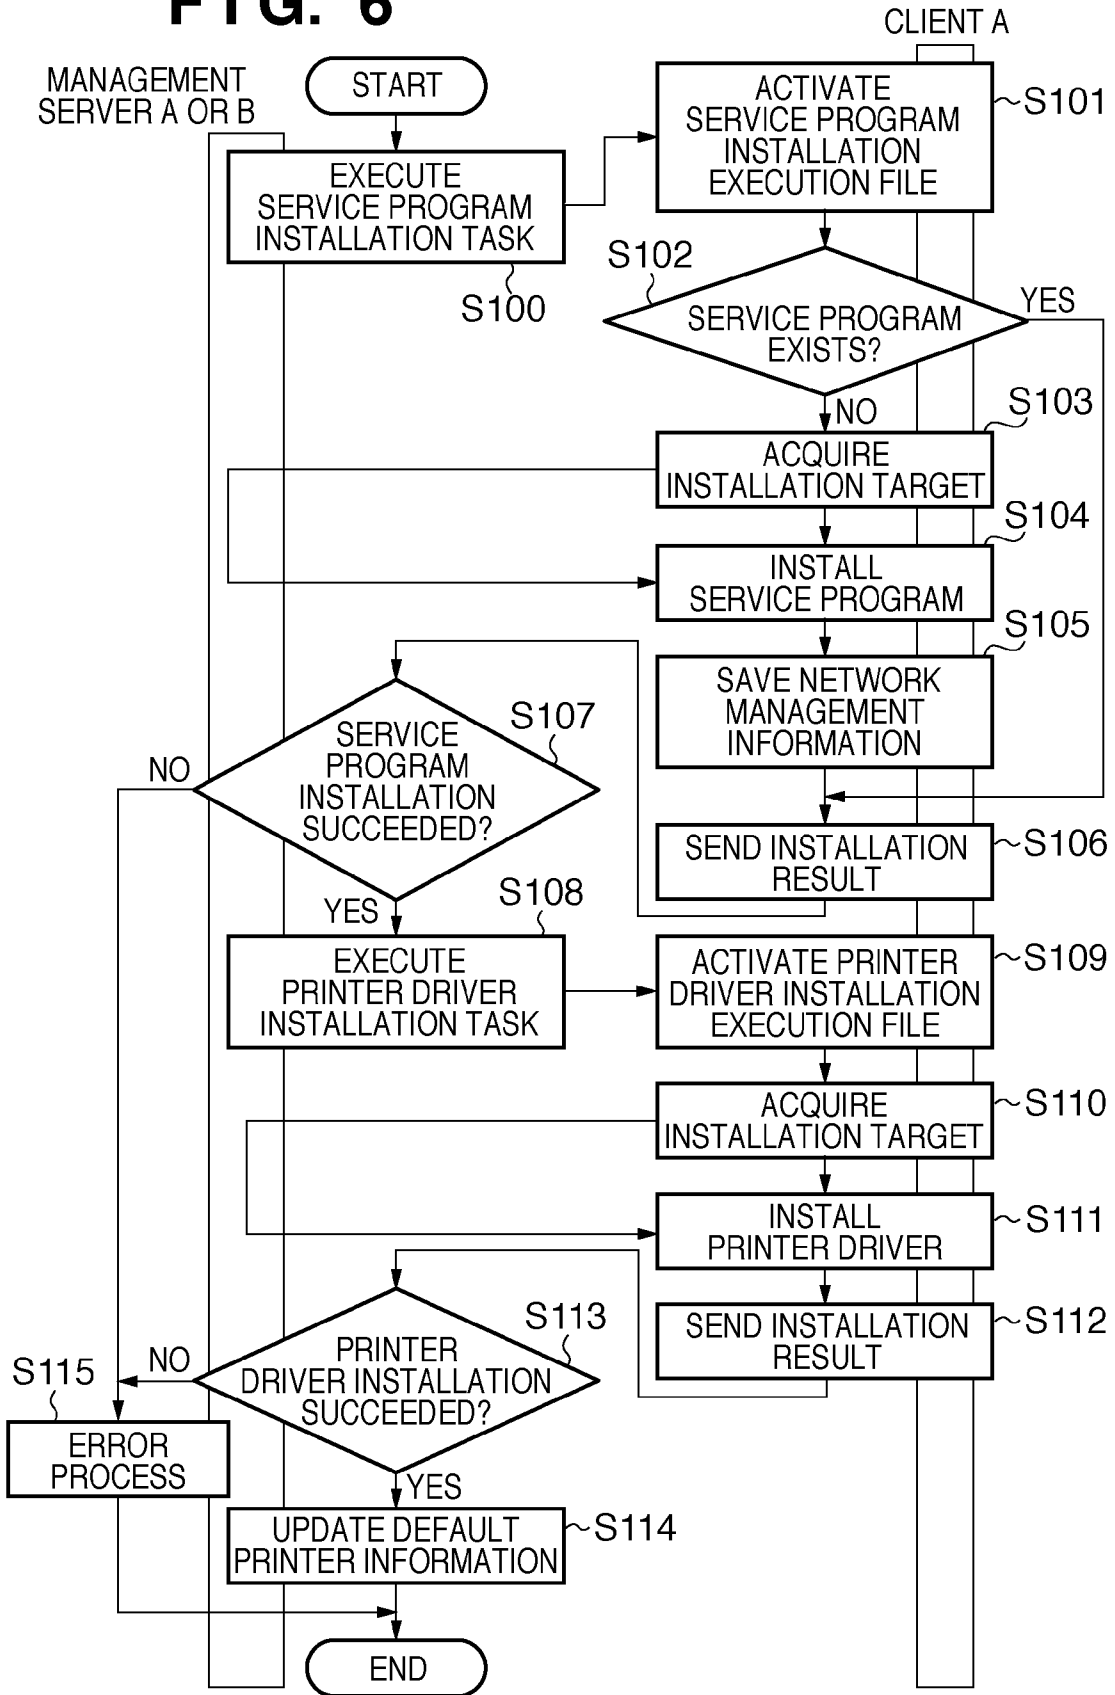 FIG. 6
CLIENT A
MANAGEMENT
SERVER A OR B
START
ACTIVATE
SERVICE PROGRAM
INSTALLATION
EXECUTION FILE
S101
EXECUTE
SERVICE PROGRAM
INSTALLATION TASK
S100
S102
SERVICE PROGRAM
EXISTS?
YES
NO
S103
ACQUIRE
INSTALLATION TARGET
S104
INSTALL
SERVICE PROGRAM
S105
SAVE NETWORK
MANAGEMENT
INFORMATION
S107
SERVICE
PROGRAM
INSTALLATION
SUCCEEDED?
NO
YES
SEND INSTALLATION
RESULT
S106
S108
EXECUTE
PRINTER DRIVER
INSTALLATION TASK
ACTIVATE PRINTER
DRIVER INSTALLATION
EXECUTION FILE
S109
ACQUIRE
INSTALLATION TARGET
S110
INSTALL
PRINTER DRIVER
S111
SEND INSTALLATION
RESULT
S112
S113
PRINTER
DRIVER INSTALLATION
SUCCEEDED?
NO
YES
S115
ERROR
PROCESS
UPDATE DEFAULT
PRINTER INFORMATION
S114
END